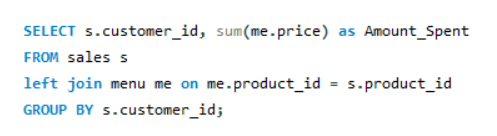 SELECT s.customer_id, sum(me.price) as Amount_Spent
FROM sales s
left join menu me on me.product_id = s.product_id
GROUP BY s.customer_id;